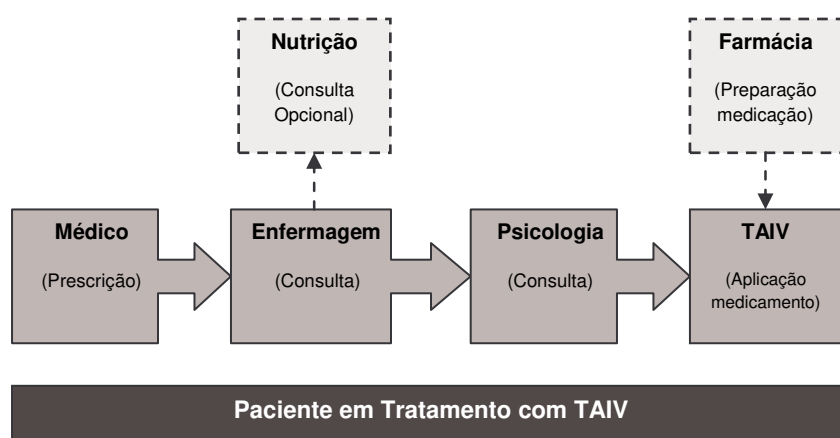 Nutrição
(Consulta
Opcional)
Farmácia
(Preparação
medicação)
Médico
(Prescrição)
Enfermagem
(Consulta)
Psicologia
(Consulta)
TAIV
(Aplicação
medicamento)
Paciente em Tratamento com TAIV